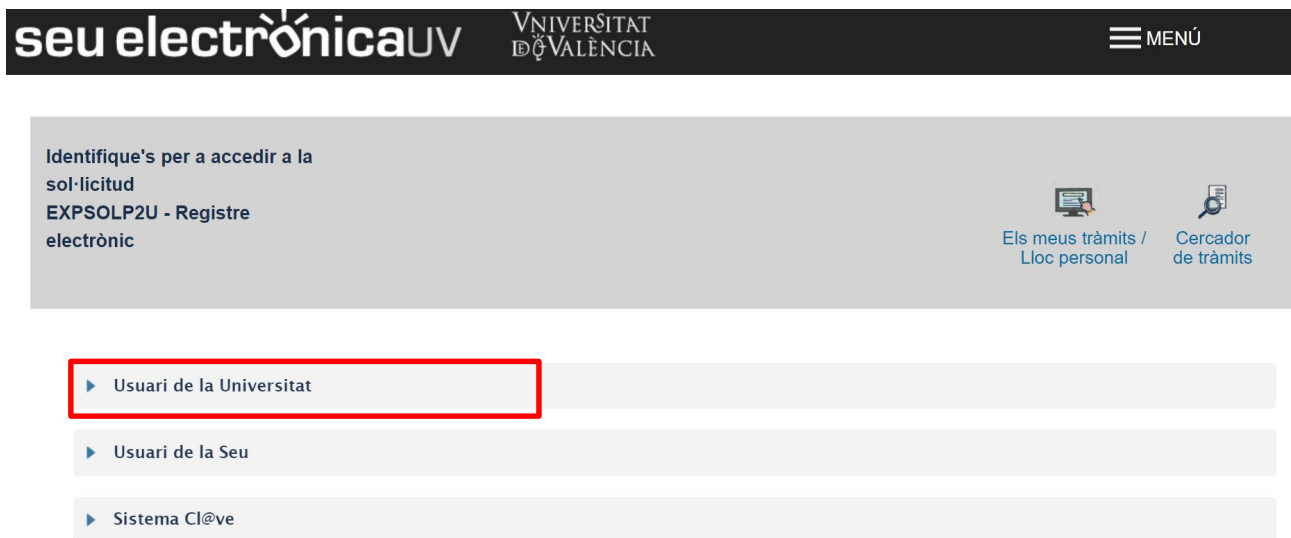 seu electrònicauv
VNIVERSITAT
DE VALÈNCIA
MENÚ
Identifique's per a accedir a la
sol·licitud
EXPSOLP2U - Registre
electrònic
Els meus tràmits /
Lloc personal
Cercador
de tràmits
Usuari de la Universitat
Usuari de la Seu
Sistema Cl@ve